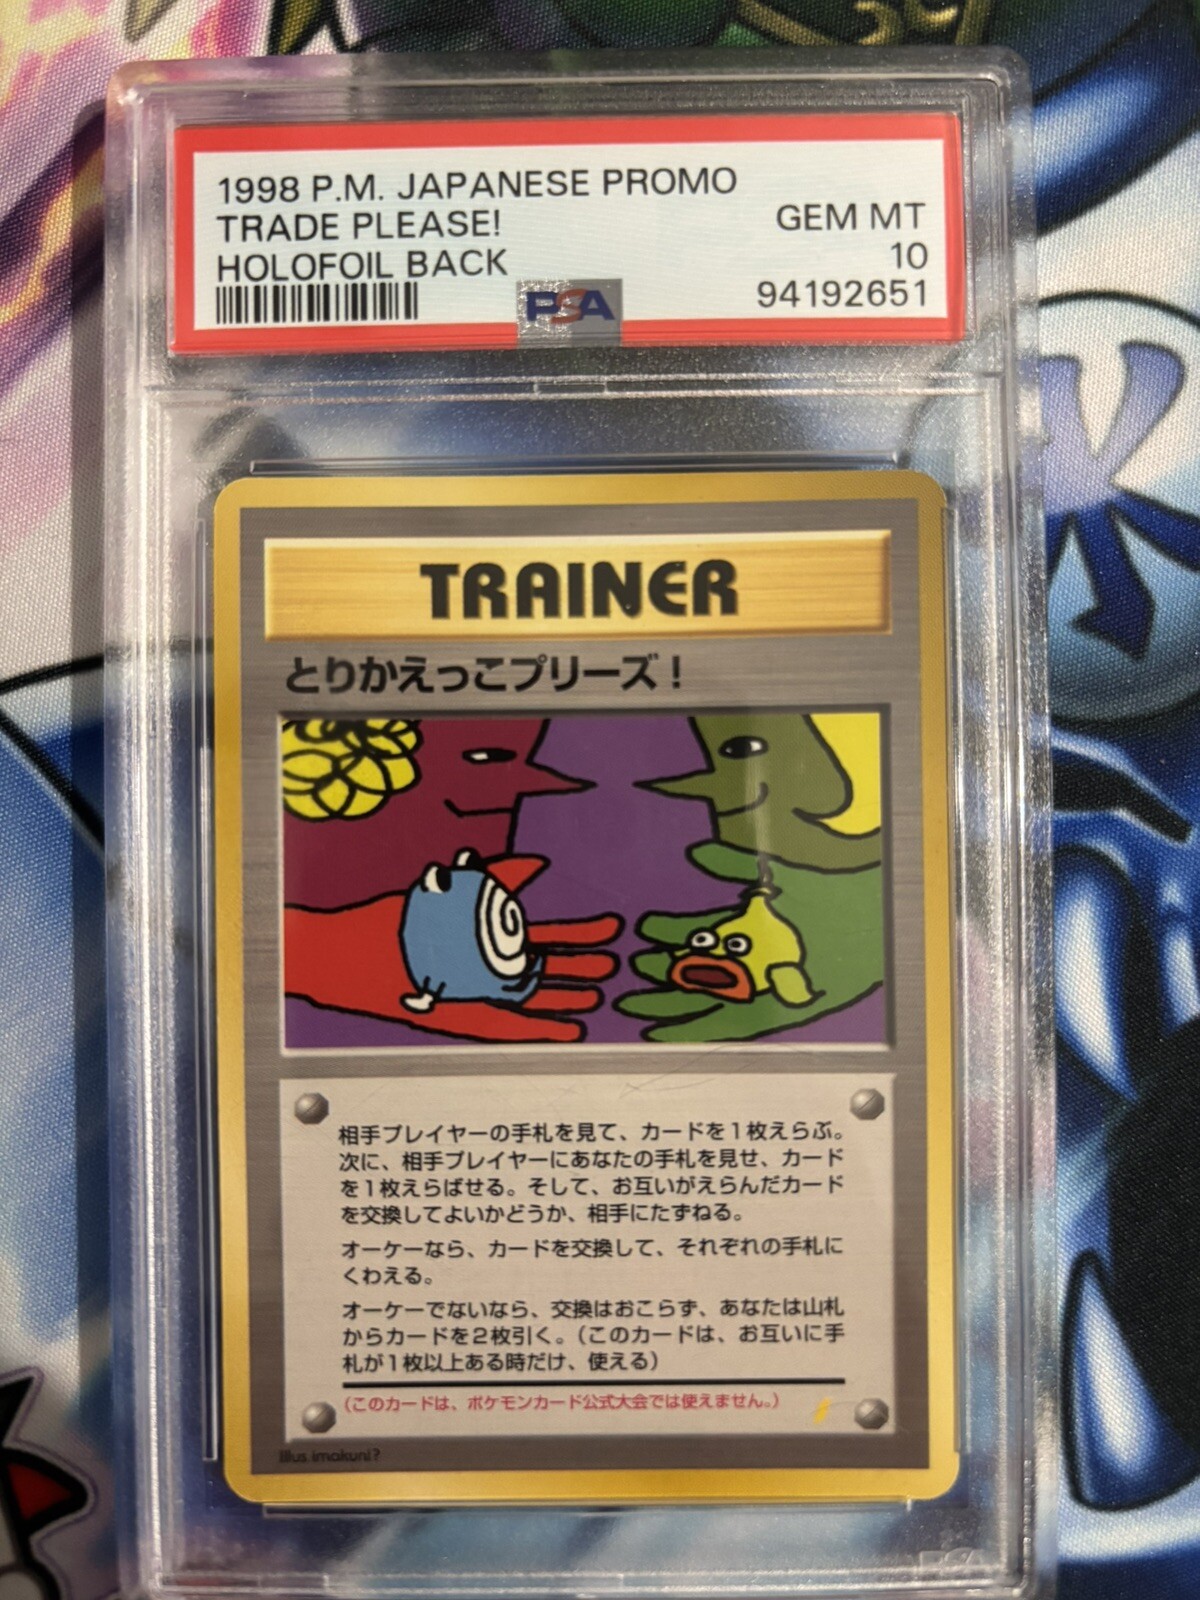 1998 P.M. JAPANESE PROMO
TRADE PLEASE!
GEM MT
HOLOFOIL BACK
10
94192651
PSA
TRAINER
とりかえっこプリーズ！
相手プレイヤーの手札を見て、カードを1枚えらぶ。
次に、相手プレイヤーにあなたの手札を見せ、カード
を1枚えらばせる。そして、お互いがえらんだカード
を交換してよいかどうか、相手にたずねる。
オーケーなら、カードを交換して、それぞれの手札に
くわえる。
オーケーでないなら、交換はおこらず、あなたは山札
からカードを2枚引く。（このカードは、お互いに手
札が1枚以上ある時だけ、使える）
（このカードは、ポケモンカード公式大会では使えません。）
Illus. imakuni?
PSA